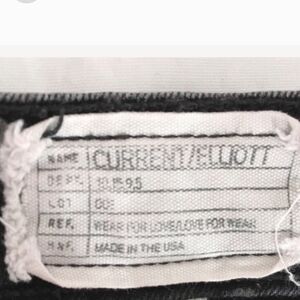 NAME CURRENT/ELLIOTT
DEPT.
LOT
REF. WEAR FOR LOVE/LOVE FOR WEAR
MNF. MADE IN THE USA